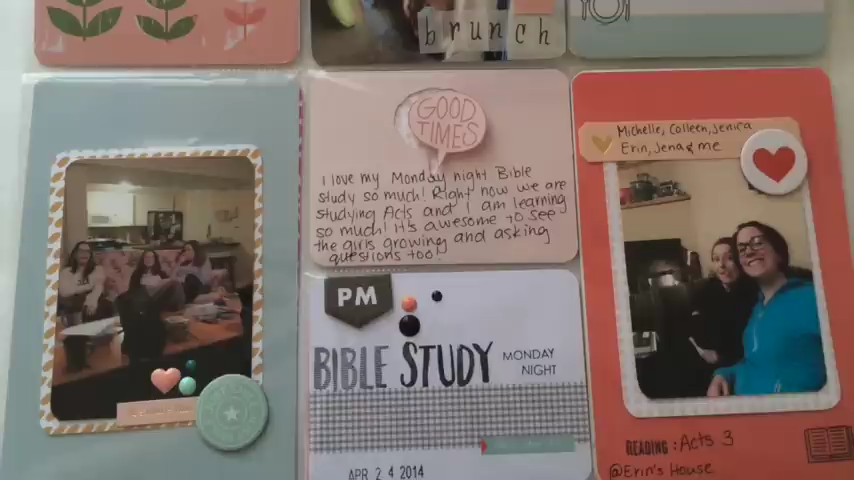 brunch
GOOD
TIMES
I love my Monday night Bible
study so much! Right now we are
studying Acts and I am learning
so much! It's awesome to see
the girls growing and asking
questions too!
PM
BIBLE STUDY
MONDAY
NIGHT
APR 24 2014
Michelle, Colleen, Jenica
Erin, Jena & me
READING: Acts 3
@Erin's House